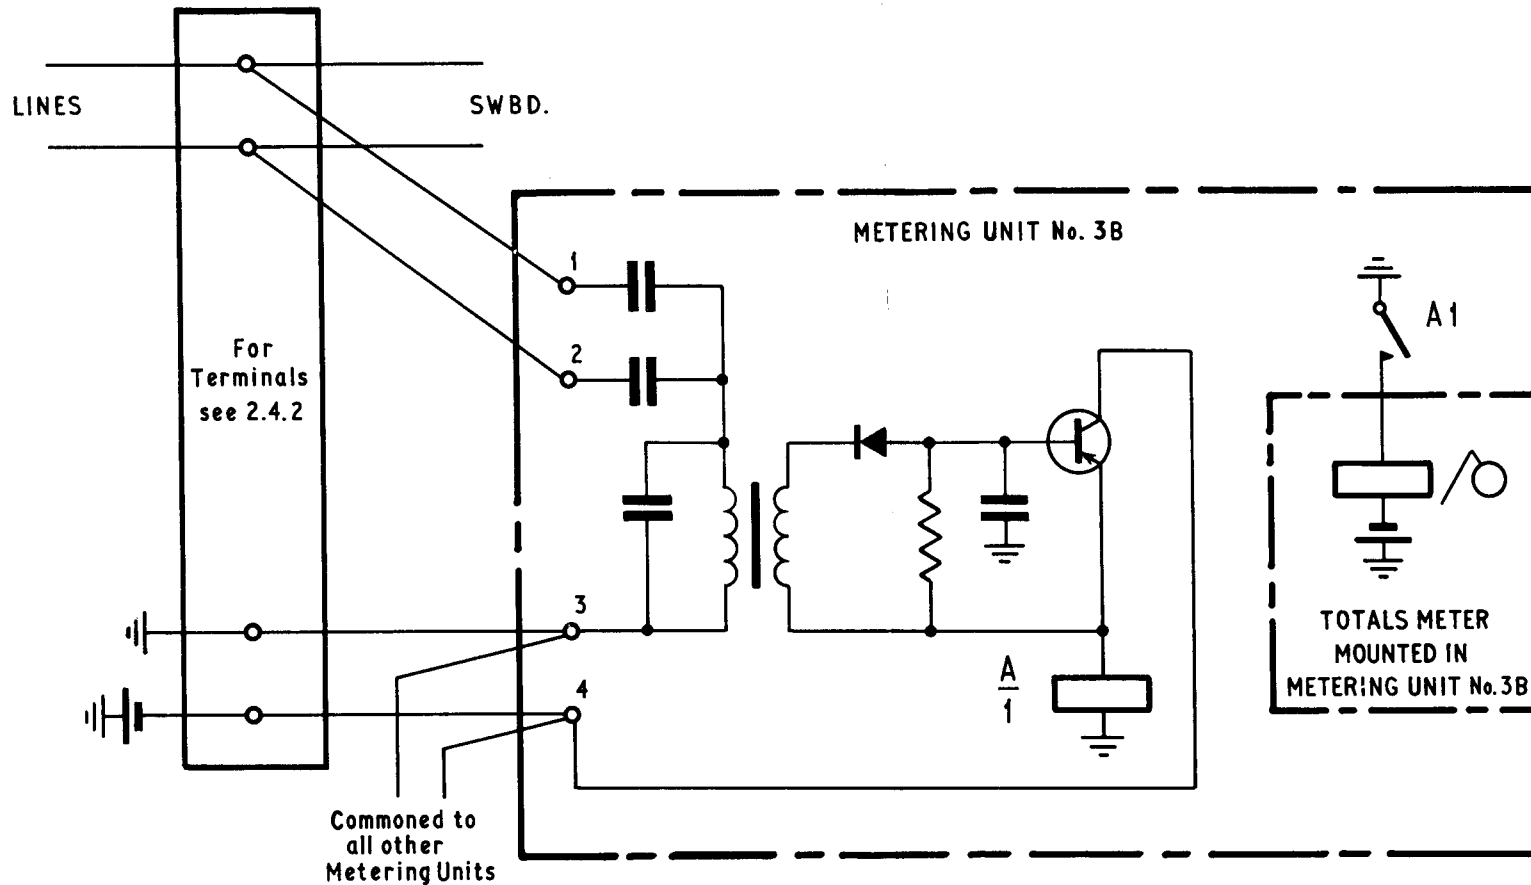 LINES
SWBD.
METERING UNIT No. 3B
1
A1
For
Terminals
see 2.4.2
2
3
TOTALS METER
MOUNTED IN
METERING UNIT No. 3B
A
1
4
Commoned to
all other
Metering Units